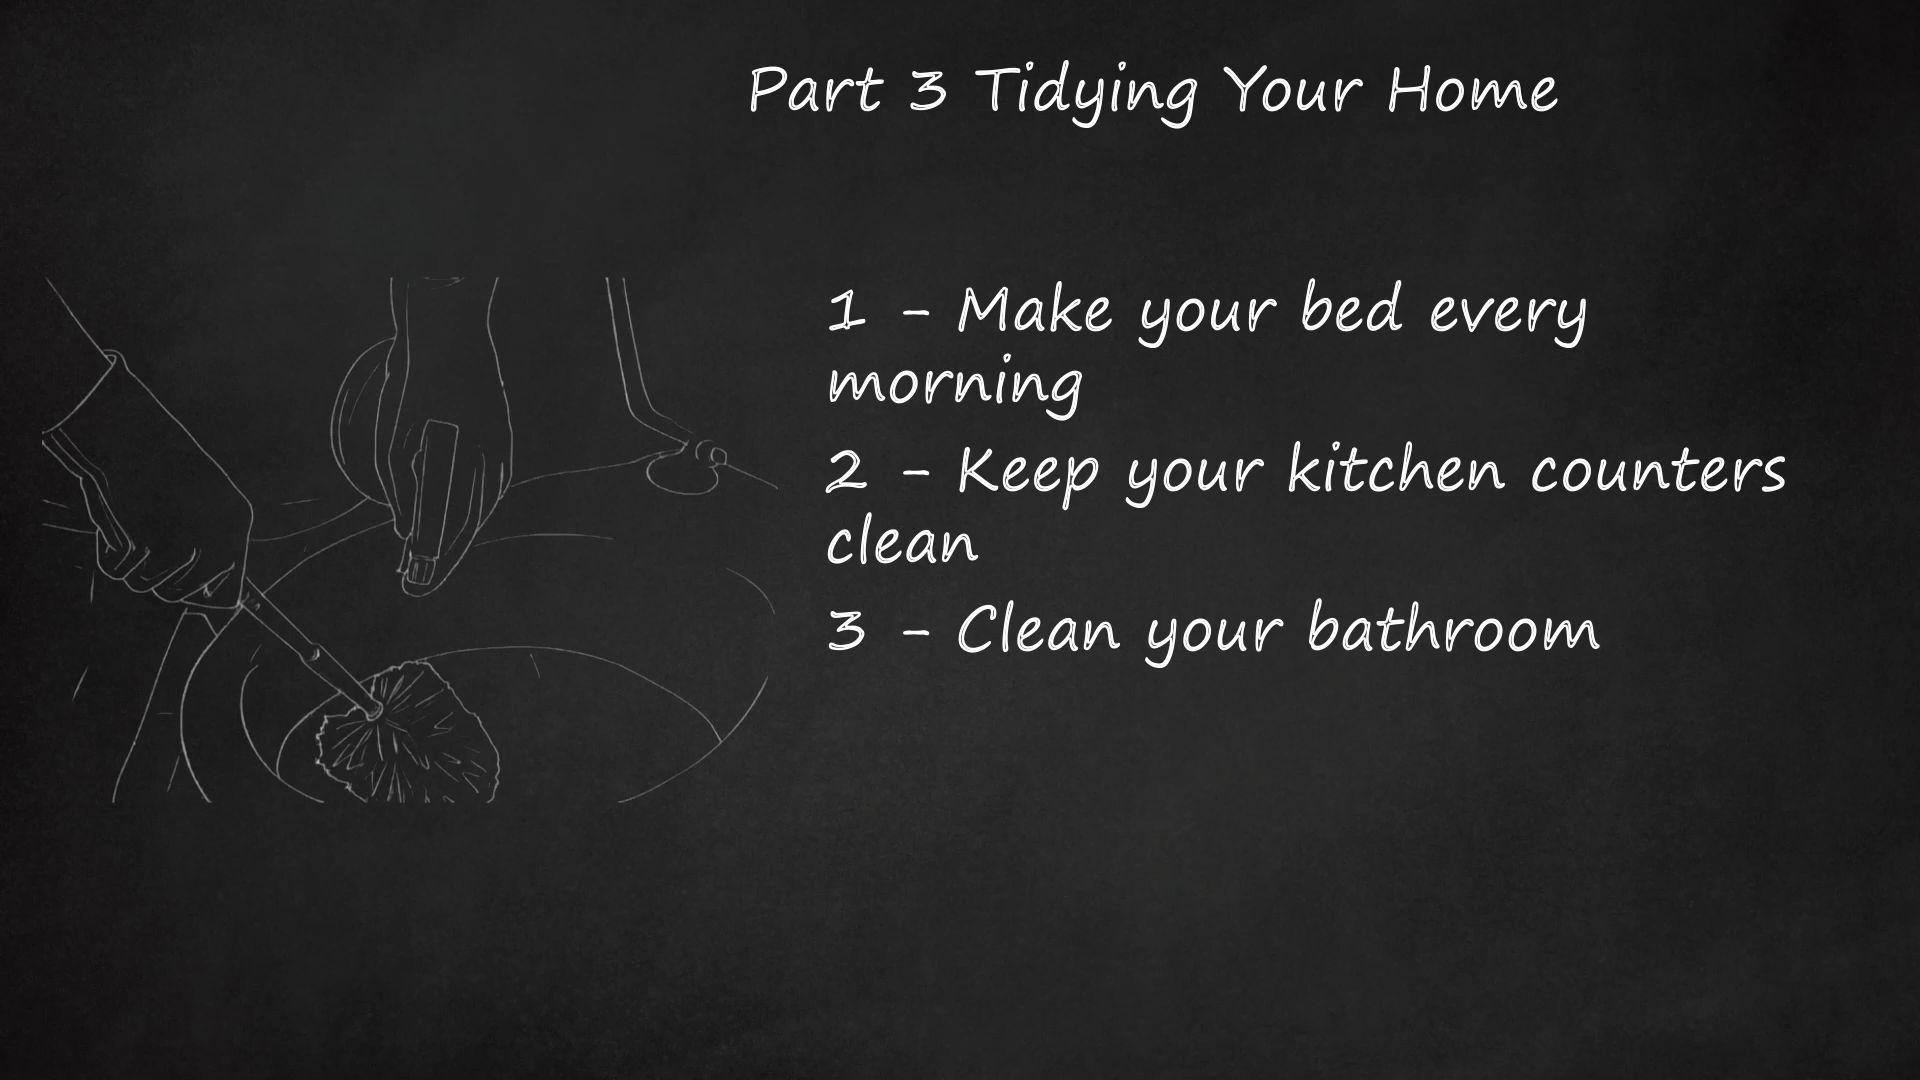 Part 3 Tidying Your Home
1 - Make your bed every
morning
2 - Keep your kitchen counters
clean
3 - Clean your bathroom